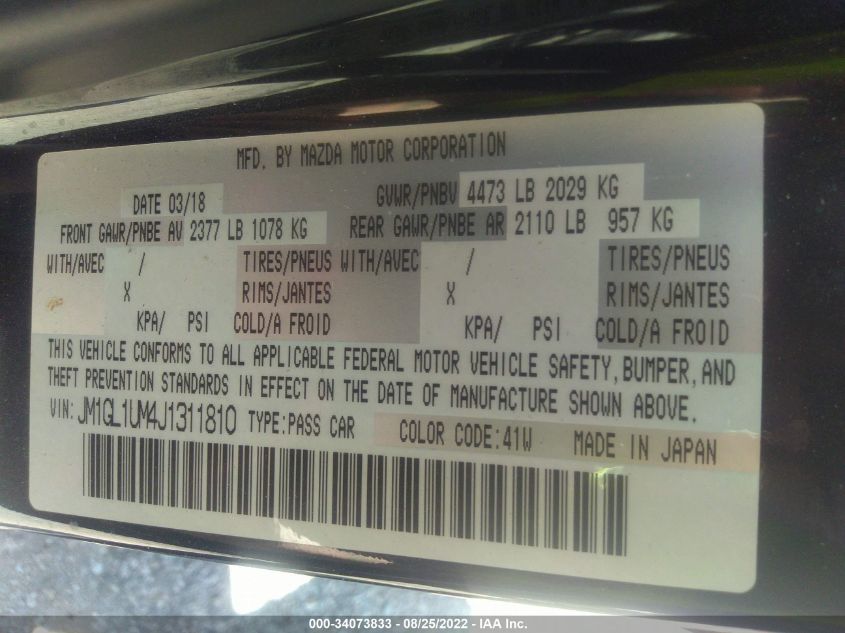 MFD. BY MAZDA MOTOR CORPORATION
DATE 03/18 GVWR/PNBV 4473 LB 2029 KG
FRONT GAWR/PNBE AV 2377 LB 1078 KG REAR GAWR/PNBE AR 2110 LB 957 KG
WITH/AVEC / TIRES/PNEUS WITH/AVEC / TIRES/PNEUS
X RIMS/JANTES X RIMS/JANTES
KPA/ PSI COLD/A FROID KPA/ PSI COLD/A FROID
THIS VEHICLE CONFORMS TO ALL APPLICABLE FEDERAL MOTOR VEHICLE SAFETY, BUMPER, AND
THEFT PREVENTION STANDARDS IN EFFECT ON THE DATE OF MANUFACTURE SHOWN ABOVE.
VIN: JM1GL1UM4J1311810 TYPE: PASS CAR COLOR CODE: 41W MADE IN JAPAN
000-34073833 - 08/25/2022 - IAA Inc.